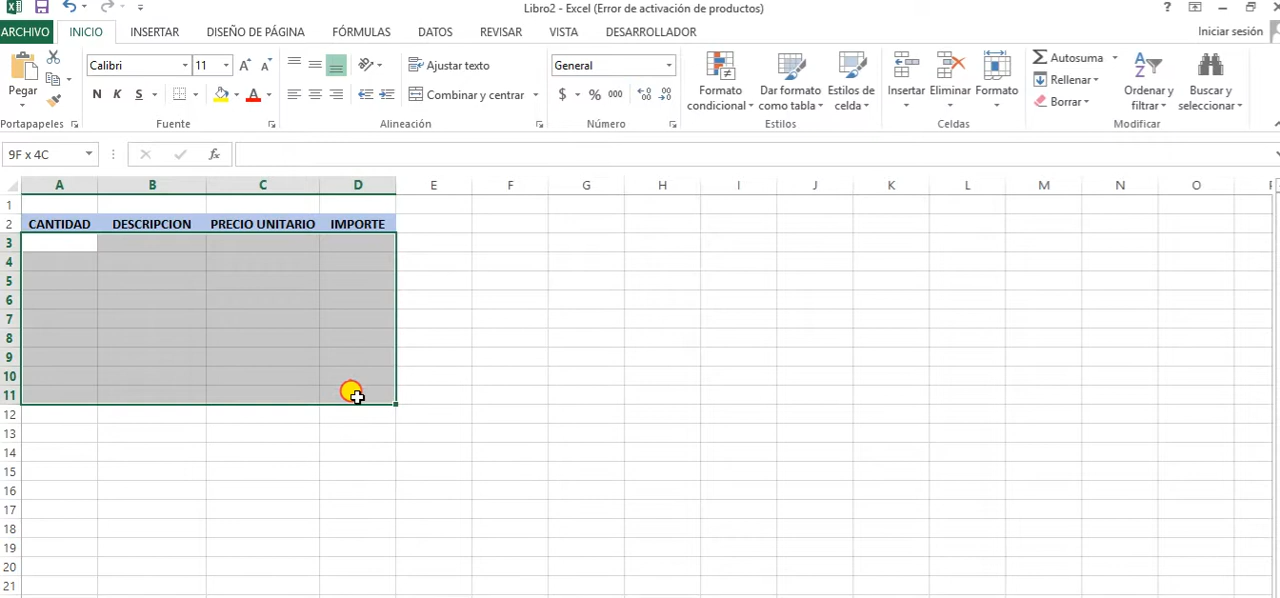 Libro2 - Excel (Error de activación de productos)
ARCHIVO INICIO INSERTAR DISEÑO DE PÁGINA FÓRMULAS DATOS REVISAR VISTA DESARROLLADOR Iniciar sesión
Pegar
Portapapeles
Calibri 11
N K S
Fuente
Ajustar texto
Combinar y centrar
Alineación
General
$ % 000
Número
Formato condicional
Dar formato como tabla
Estilos de celda
Estilos
Insertar Eliminar Formato
Celdas
Autosuma
Rellenar
Borrar
Ordenar y filtrar
Buscar y seleccionar
Modificar
9F x 4C fx
A B C D E F G H I J K L M N O
1
2 CANTIDAD DESCRIPCION PRECIO UNITARIO IMPORTE
3
4
5
6
7
8
9
10
11
12
13
14
15
16
17
18
19
20
21